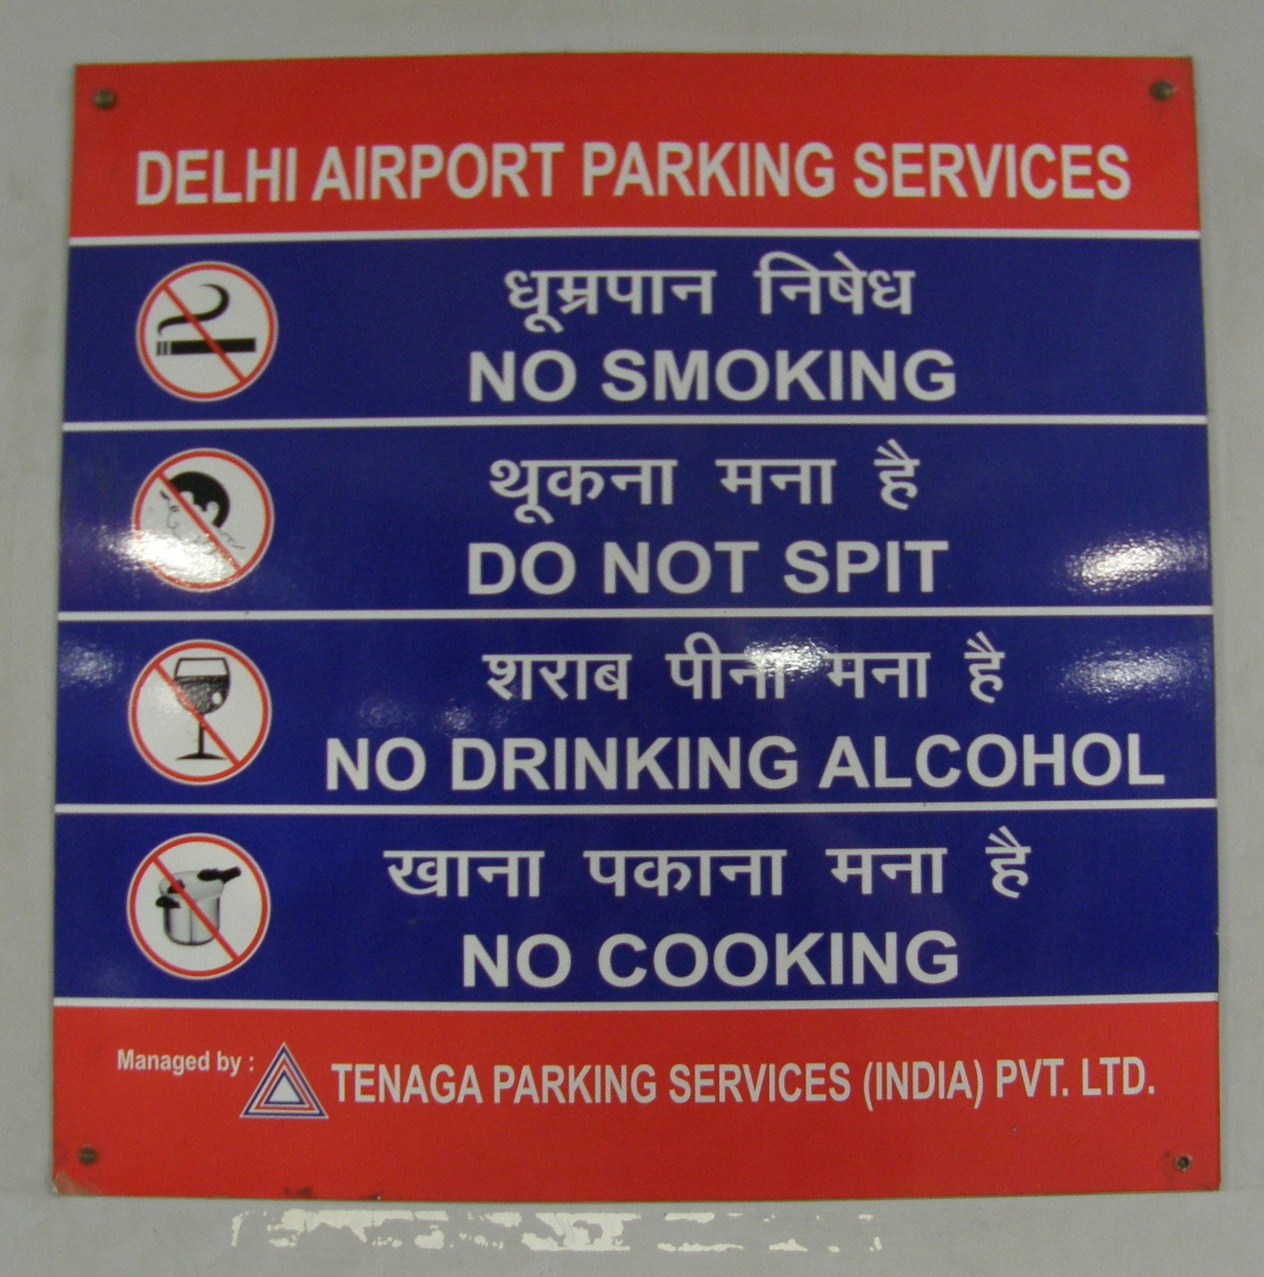 DELHI AIRPORT PARKING SERVICES
धूम्रपान निषेध
NO SMOKING
थूकना मना है
DO NOT SPIT
शराब पीना मना है
NO DRINKING ALCOHOL
खाना पकाना मना है
NO COOKING
Managed by : TENAGA PARKING SERVICES (INDIA) PVT. LTD.